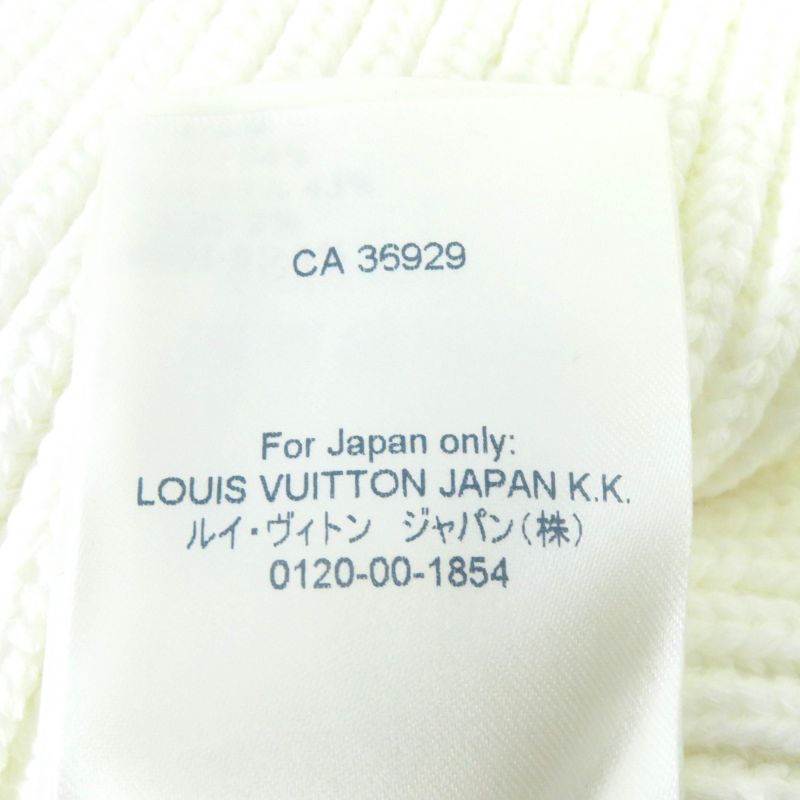 CA 36929
For Japan only:
LOUIS VUITTON JAPAN K.K.
ルイ・ヴィトン ジャパン(株)
0120-00-1854